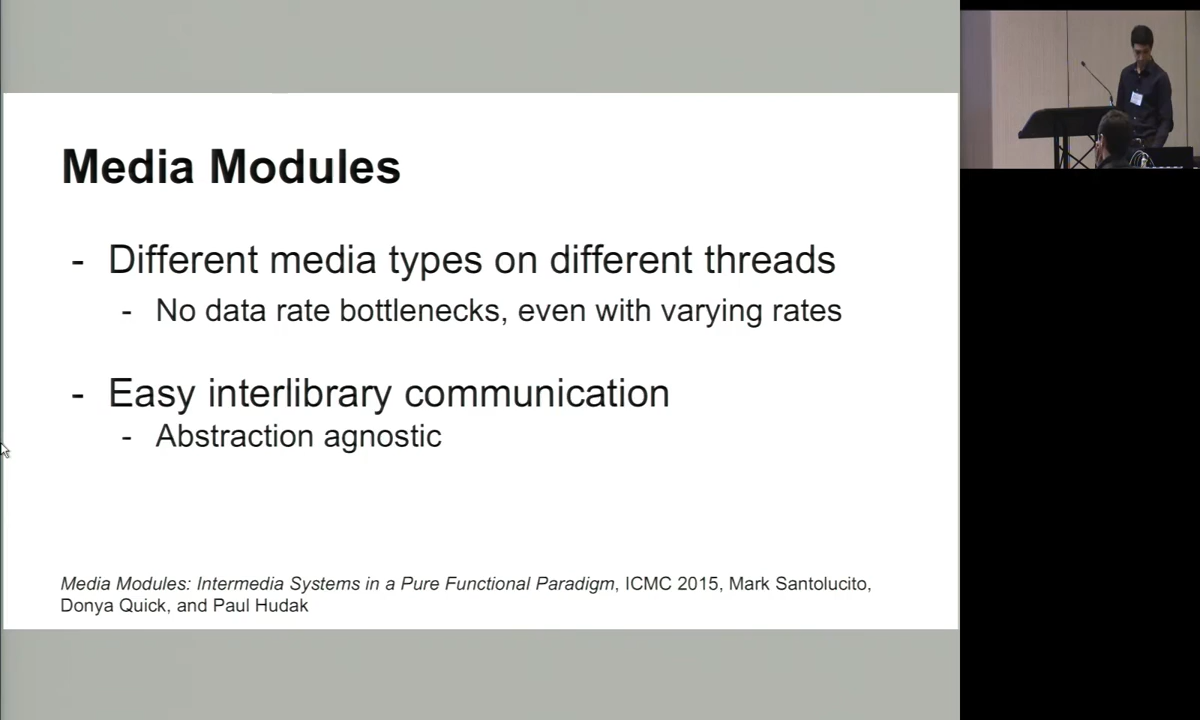 Media Modules
- Different media types on different threads
- No data rate bottlenecks, even with varying rates
- Easy interlibrary communication
- Abstraction agnostic
Media Modules: Intermedia Systems in a Pure Functional Paradigm, ICMC 2015, Mark Santolucito,
Donya Quick, and Paul Hudak